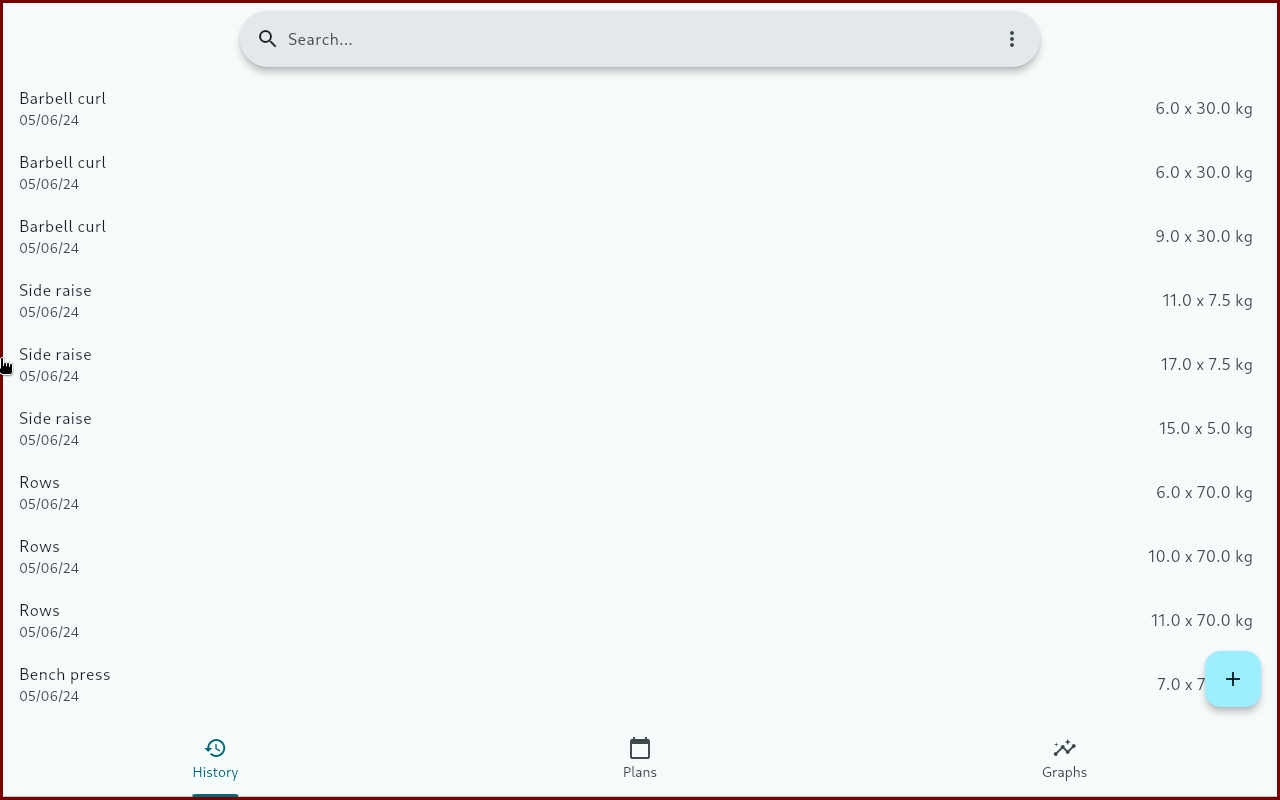 Search...
Barbell curl
05/06/24
6.0 x 30.0 kg
Barbell curl
05/06/24
6.0 x 30.0 kg
Barbell curl
05/06/24
9.0 x 30.0 kg
Side raise
05/06/24
11.0 x 7.5 kg
Side raise
05/06/24
17.0 x 7.5 kg
Side raise
05/06/24
15.0 x 5.0 kg
Rows
05/06/24
6.0 x 70.0 kg
Rows
05/06/24
10.0 x 70.0 kg
Rows
05/06/24
11.0 x 70.0 kg
Bench press
05/06/24
7.0 x 7
History
Plans
Graphs